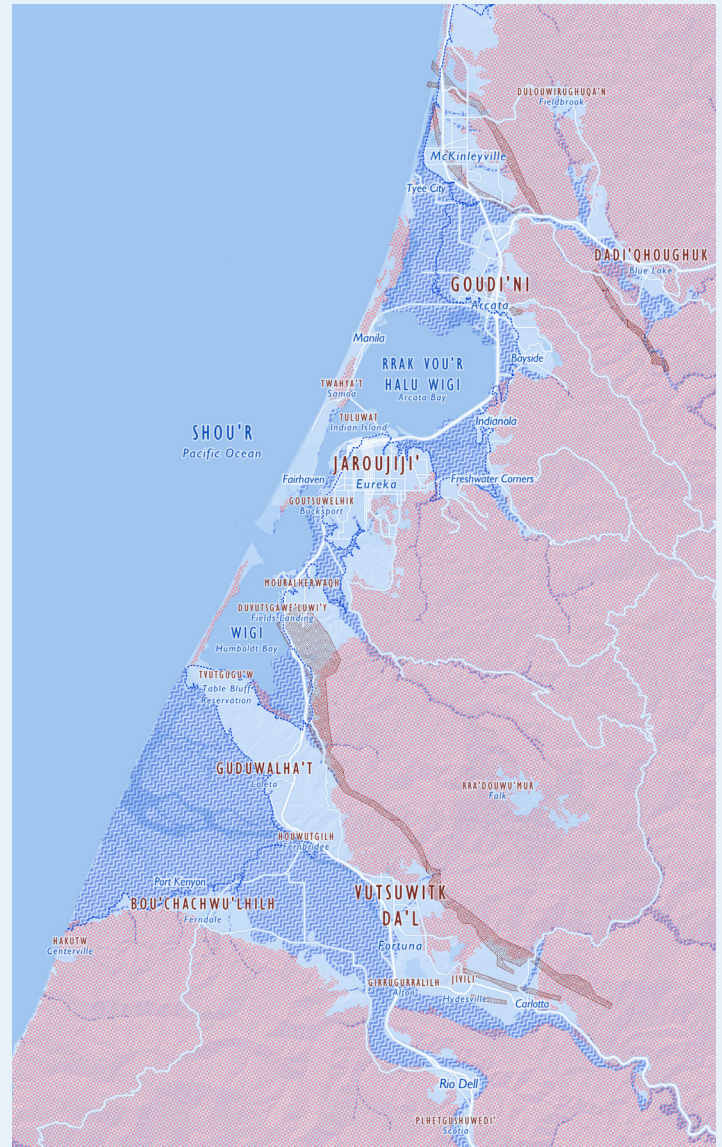 DULOUWIRUGHUQA'N
Fieldbrook
McKinleyville
Tyee City
DADI'QHOUGHUK
Blue Lake
GOUDI'NI
Arcata
Manila
Bayside
RRAK VOU'R
HALU WIGI
Arcata Bay
TWAHYA'T
Samoa
TULUWAT
Indian Island
Indianola
SHOU'R
Pacific Ocean
JAROUJIJI'
Eureka
Fairhaven
Freshwater Corners
GOUTSUWELHIK
Bucksport
MOURALHERWAQH
DUVUTSGAWE'LUWI'Y
Fields Landing
WIGI
Humboldt Bay
TVUTGUGU'W
Table Bluff
Reservation
GUDUWALHA'T
Loleta
RRA'DOUWU'MUR
Falk
HOUWUTGILH
Fernbridge
Port Kenyon
BOU'CHACHWU'LHILH
Ferndale
VUTSUWITK
DA'L
Fortuna
HAKUTW
Centerville
GIRRUGURRALILH
Alton
JIVILI'
Hydesville
Carlotta
Rio Dell
PLHETGUSHUWEDI'
Scotia